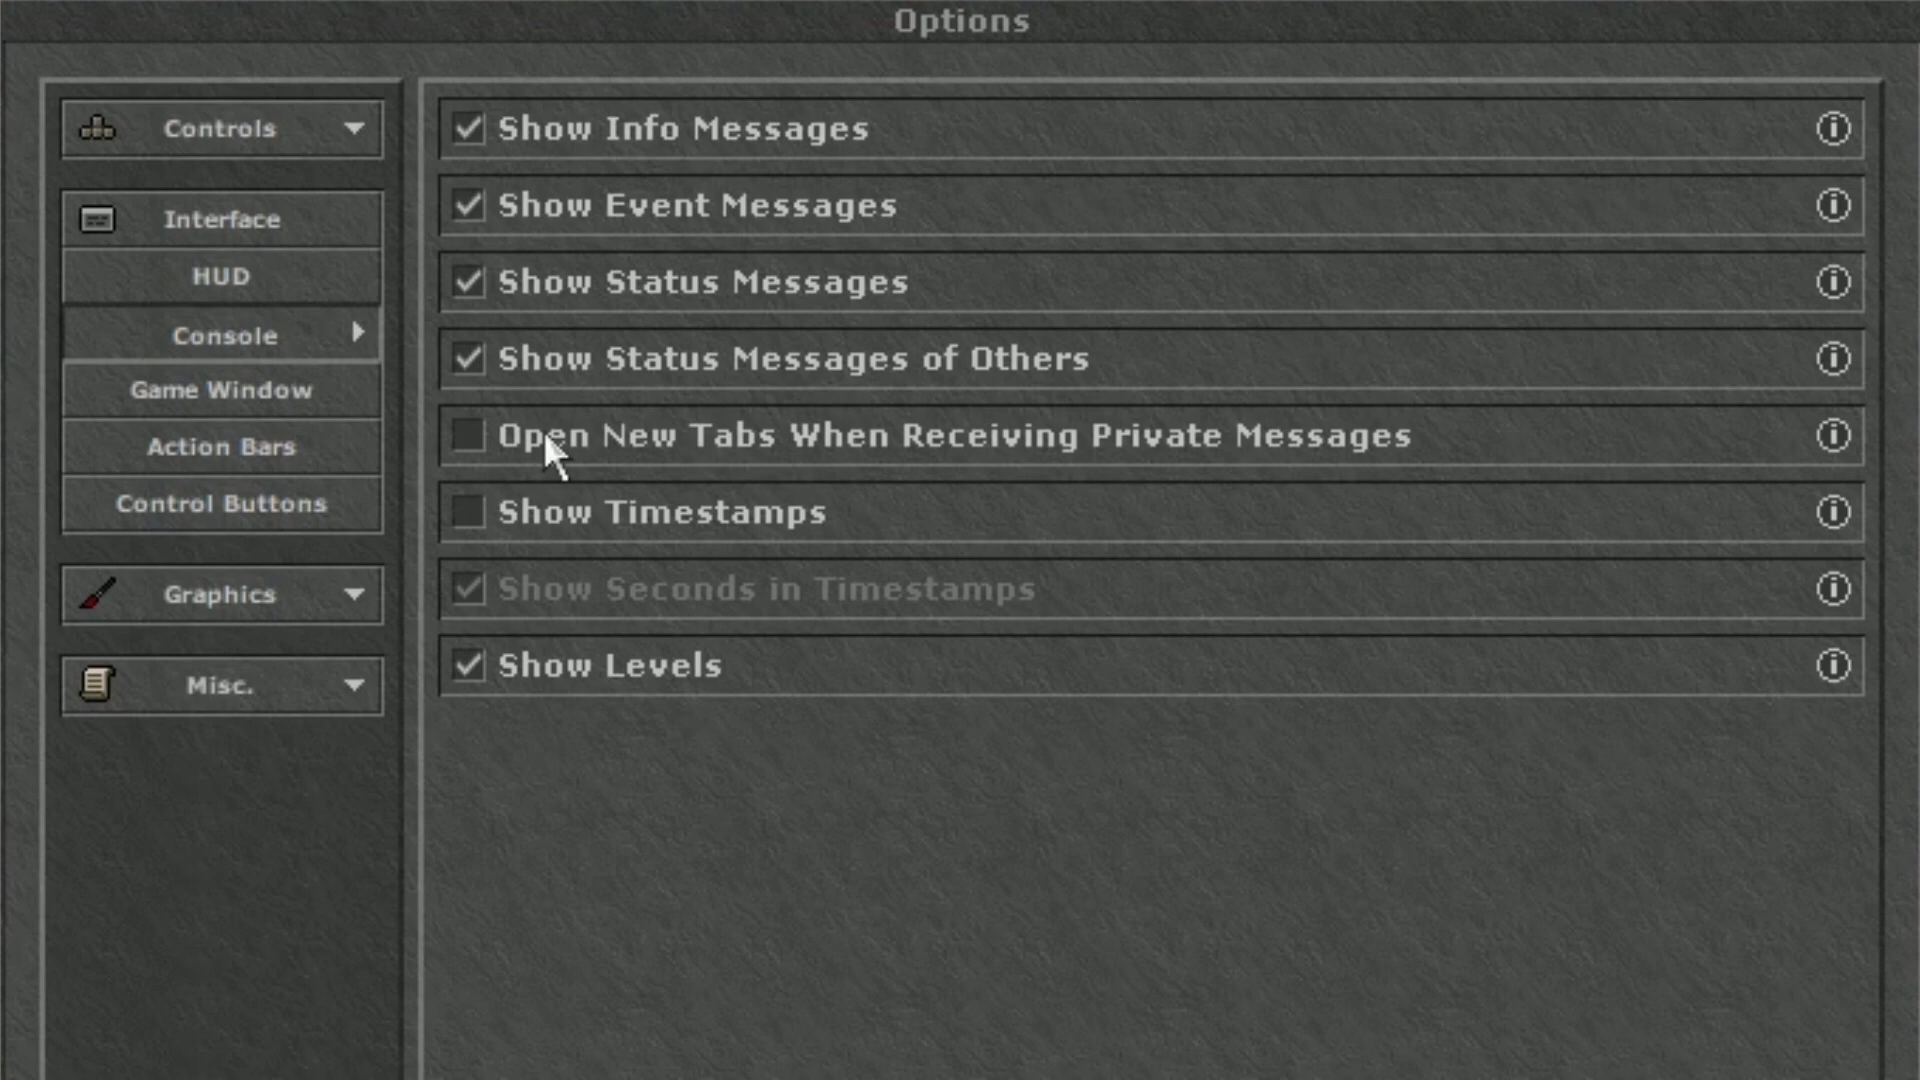 Options
Controls
Interface
HUD
Console
Game Window
Action Bars
Control Buttons
Graphics
Misc.
Show Info Messages
Show Event Messages
Show Status Messages
Show Status Messages of Others
Open New Tabs When Receiving Private Messages
Show Timestamps
Show Seconds in Timestamps
Show Levels